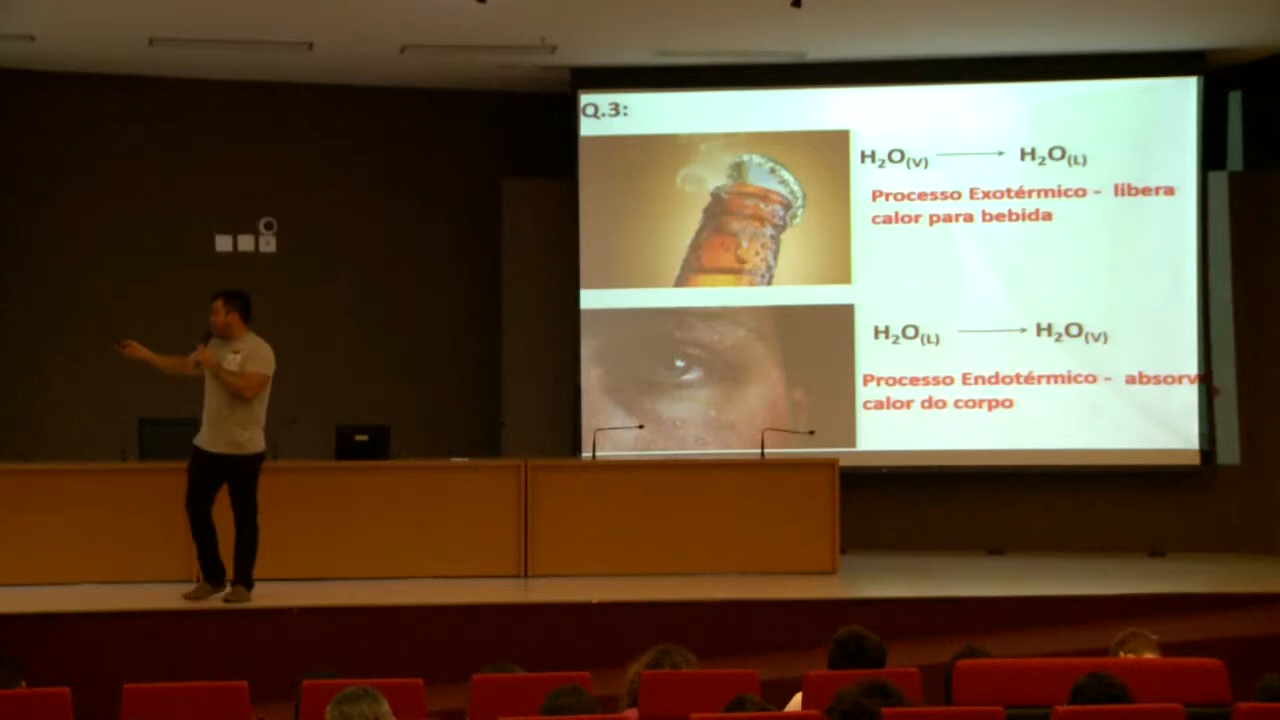 Q.3:
H₂O(V) → H₂O(L)
Processo Exotérmico - libera
calor para bebida
H₂O(L) → H₂O(V)
Processo Endotérmico - absorv
calor do corpo